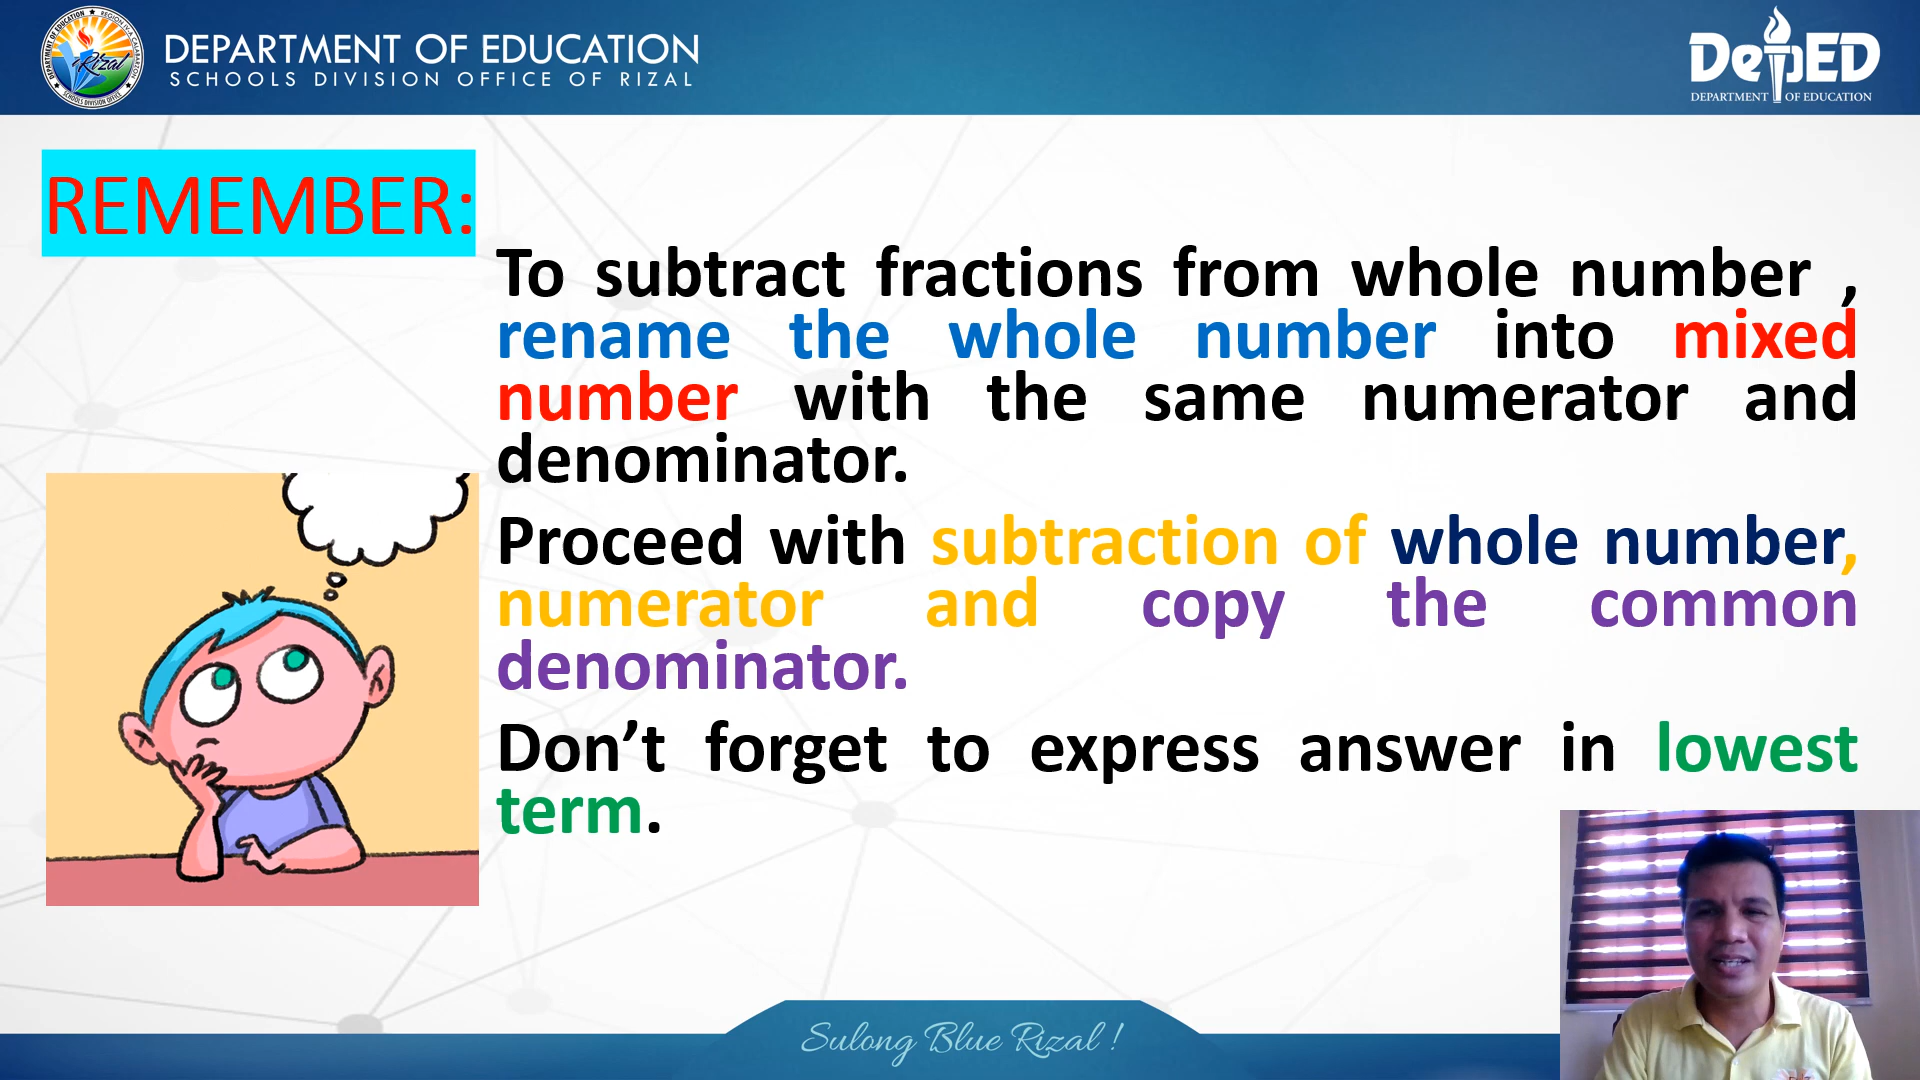 DEPARTMENT OF EDUCATION
SCHOOLS DIVISION OFFICE OF RIZAL
Rizal
DepED
DEPARTMENT OF EDUCATION
REMEMBER:
To subtract fractions from whole number ,
rename the whole number into mixed
number with the same numerator and
denominator.
Proceed with subtraction of whole number,
numerator and copy the common
denominator.
Don’t forget to express answer in lowest
term.
Sulong Blue Rizal !